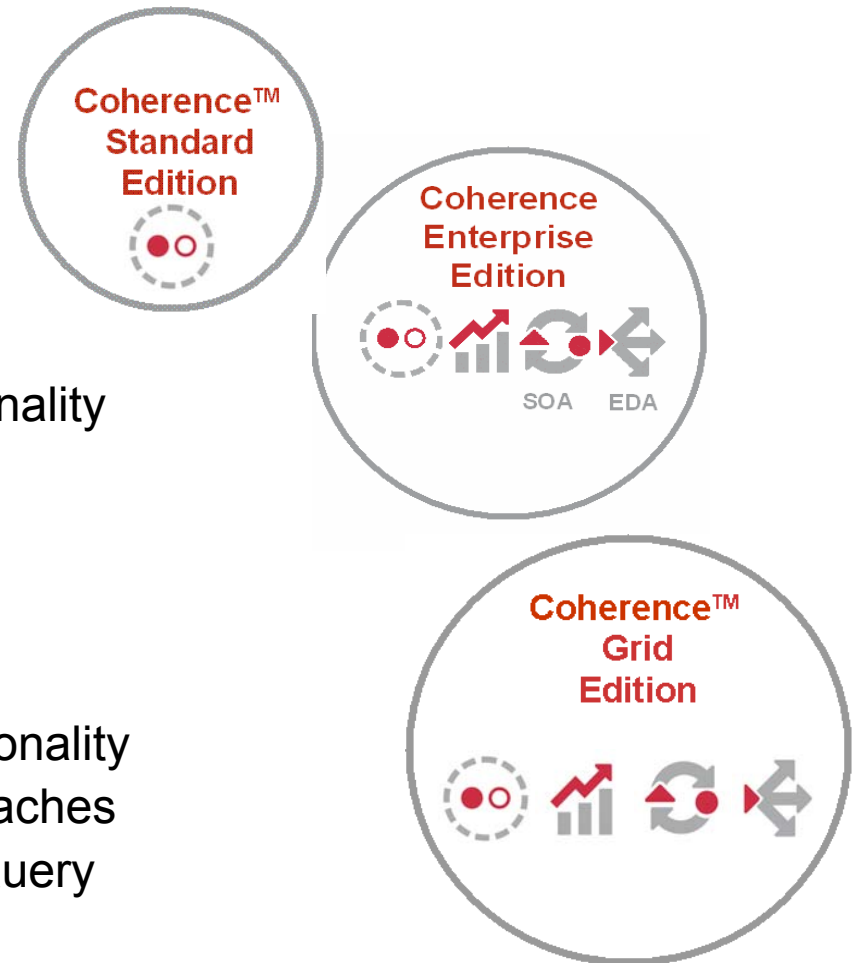 Coherence™
Standard
Edition
Coherence
Enterprise
Edition
SOA EDA
nality
Coherence™
Grid
Edition
onality
aches
uery